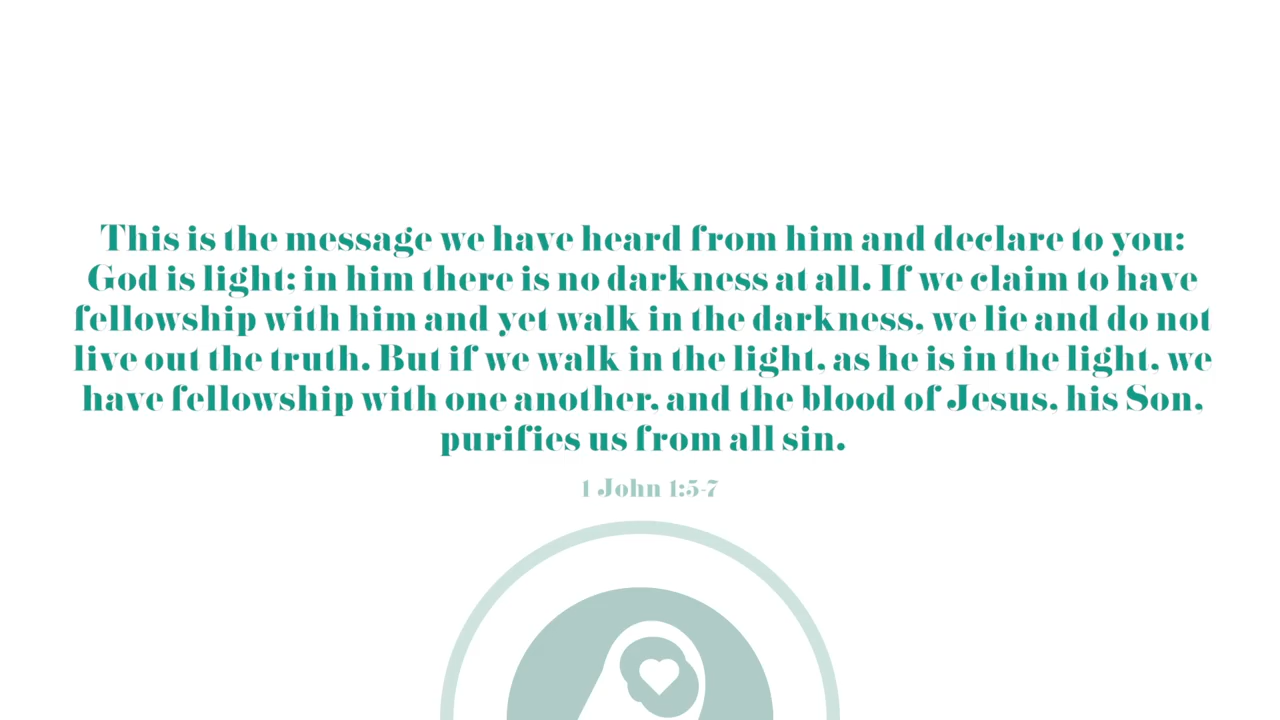 This is the message we have heard from him and declare to you:
God is light; in him there is no darkness at all. If we claim to have
fellowship with him and yet walk in the darkness, we lie and do not
live out the truth. But if we walk in the light, as he is in the light, we
have fellowship with one another, and the blood of Jesus, his Son,
purifies us from all sin.
1 John 1:5-7